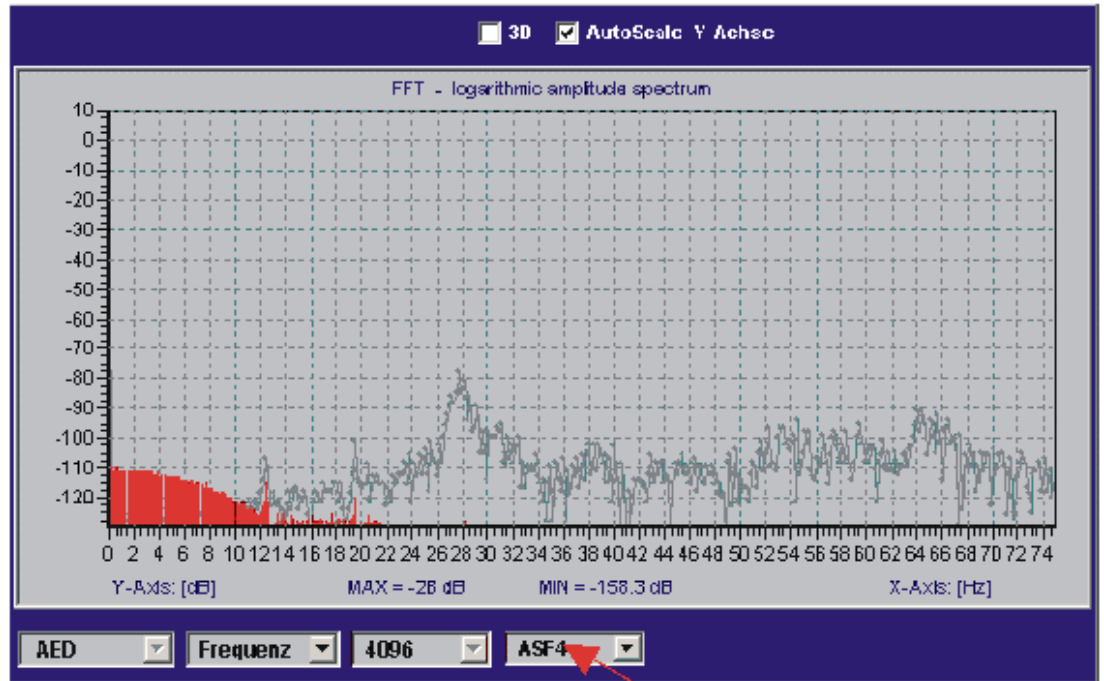 3D AutoScale Y Achse
FFT - logarithmic amplitude spectrum
10
0
-10
-20
-30
-40
-50
-60
-70
-80
-90
-100
-110
-120
0 2 4 6 8 10 12 14 16 18 20 22 24 26 28 30 32 34 36 38 40 42 44 46 48 50 52 54 56 58 60 62 64 66 68 70 72 74
Y-Axis: [dB] MAX = -26 dB MIN = -158.3 dB X-Axis: [Hz]
AED Frequenz 4096 ASF4